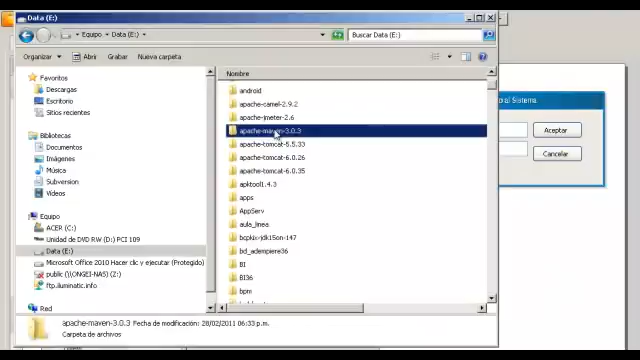 Data (E:)
Equipo ▸ Data (E:) ▸
Buscar Data (E:)
Organizar
Abrir
Grabar
Nueva carpeta
Favoritos
Descargas
Escritorio
Sitios recientes
Bibliotecas
Documentos
Imágenes
Música
Subversion
Vídeos
Equipo
ACER (C:)
Unidad de DVD RW (D:) PCI 109
Data (E:)
Microsoft Office 2010 Hacer clic y ejecutar (Protegido)
public (\\ONGEI-NAS) (Z:)
ftp.iluminatic.info
Red
Nombre
android
apache-camel-2.9.2
apache-jmeter-2.6
apache-maven-3.0.3
apache-tomcat-5.5.33
apache-tomcat-6.0.26
apache-tomcat-6.0.35
apktool1.4.3
apps
AppServ
aula_linea
bcpkix-jdk15on-147
bd_adempiere36
BI
BI36
bpm
apache-maven-3.0.3
Fecha de modificación: 28/02/2011 06:33 p.m.
Carpeta de archivos
al Sistema
Aceptar
Cancelar